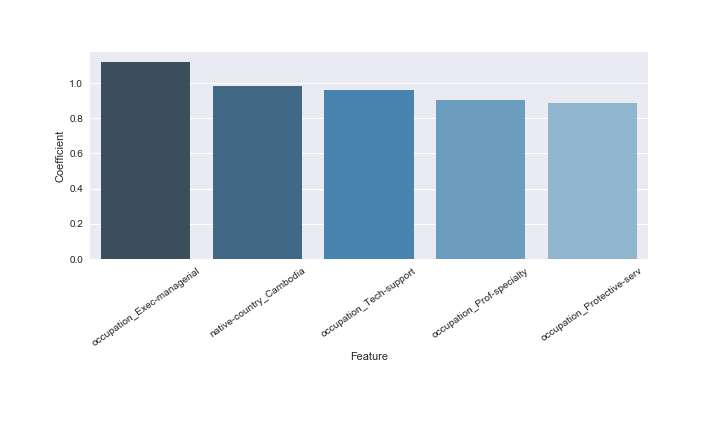 Coefficient
1.0
0.8
0.6
0.4
0.2
0.0
occupation_Exec-managerial
native-country_Cambodia
occupation_Tech-support
occupation_Prof-specialty
occupation_Protective-serv
Feature